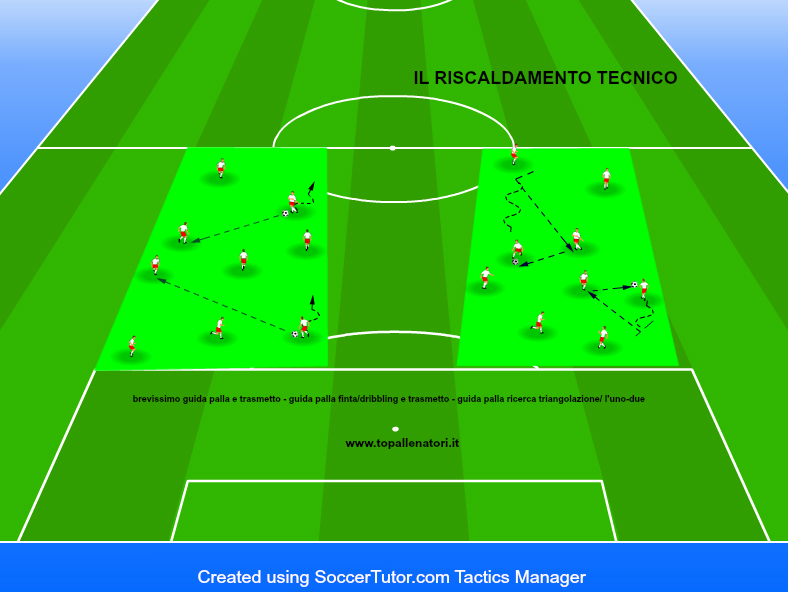 IL RISCALDAMENTO TECNICO
brevissimo guida palla e trasmetto - guida palla finta/dribbling e trasmetto - guida palla ricerca triangolazione/ l'uno-due
www.topallenatori.it
Created using SoccerTutor.com Tactics Manager